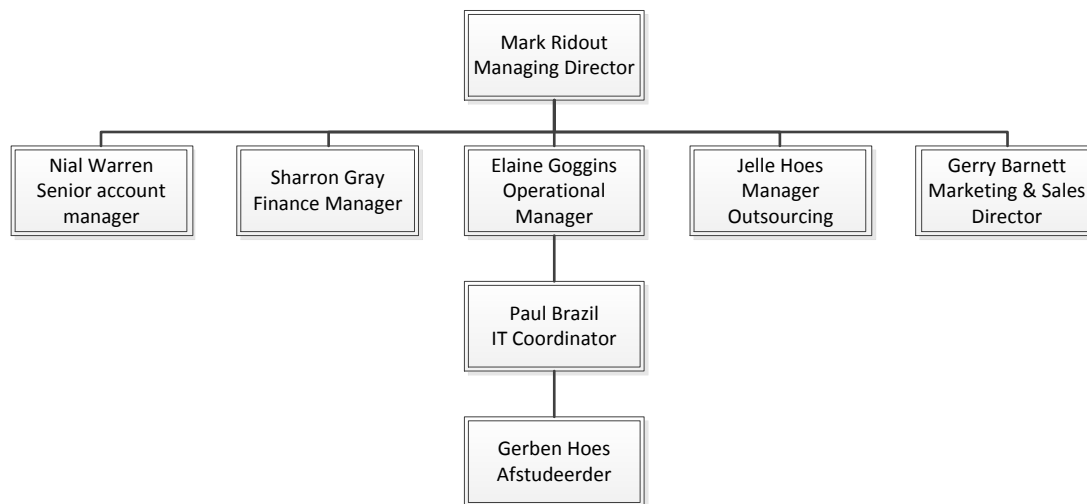 Mark Ridout
Managing Director
Nial Warren
Senior account
manager
Sharron Gray
Finance Manager
Elaine Goggins
Operational
Manager
Jelle Hoes
Manager
Outsourcing
Gerry Barnett
Marketing & Sales
Director
Paul Brazil
IT Coordinator
Gerben Hoes
Afstudeerder